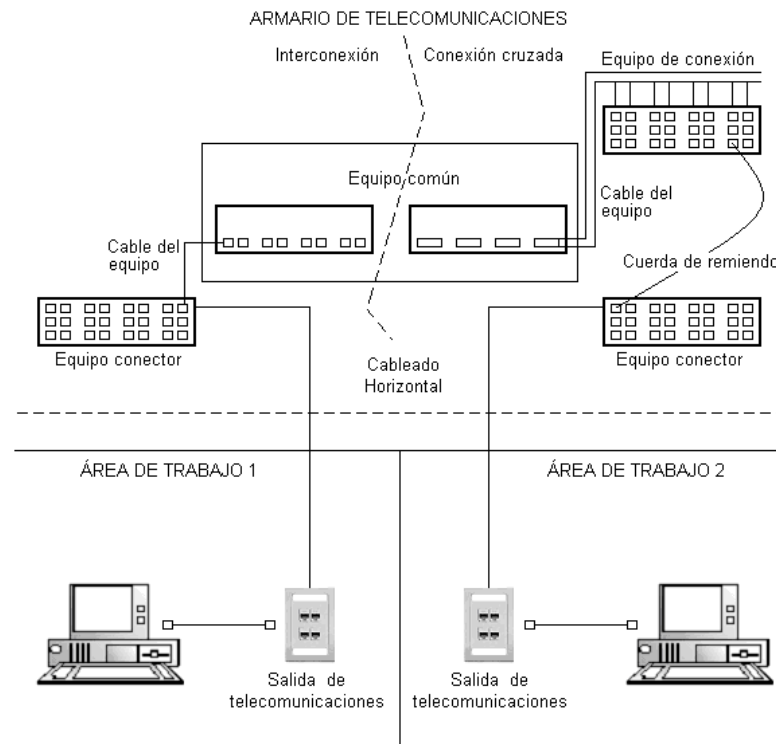 ARMARIO DE TELECOMUNICACIONES
Interconexión
Conexión cruzada
Equipo de conexión
Equipo común
Cable del
equipo
Cable del
equipo
Cuerda de remiendo
Equipo conector
Equipo conector
Cableado
Horizontal
ÁREA DE TRABAJO 1
ÁREA DE TRABAJO 2
Salida de
telecomunicaciones
Salida de
telecomunicaciones